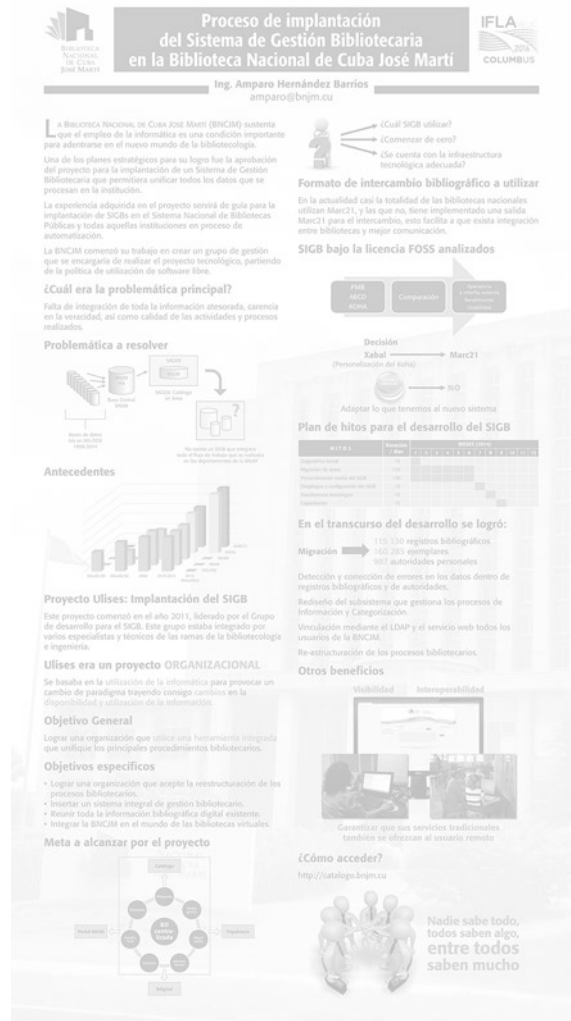 BIBLIOTECA
NACIONAL
DE CUBA
JOSÉ MARTÍ
Proceso de implantación
del Sistema de Gestión Bibliotecaria
en la Biblioteca Nacional de Cuba José Martí
IFLA
2016
COLUMBUS
Ing. Amparo Hernández Barrios
amparo@bnjm.cu
LA BIBLIOTECA NACIONAL DE CUBA JOSÉ MARTÍ (BNCJM) sustenta
que el empleo de la informática es una condición importante
para adentrarse en el nuevo mundo de la bibliotecología.
Una de los planes estratégicos para su logro fue la aprobación
del proyecto para la implantación de un Sistema de Gestión
Bibliotecaria que permitiera unificar todos los datos que se
procesan en la institución.
La experiencia adquirida en el proyecto servirá de guía para la
implantación de SIGBs en el Sistema Nacional de Bibliotecas
Públicas y todas aquellas instituciones en proceso de
automatización.
La BNCJM comenzó su trabajo en crear un grupo de gestión
que se encargaría de realizar el proyecto tecnológico, partiendo
de la política de utilización de software libre.
¿Cuál era la problemática principal?
Falta de integración de toda la información atesorada, carencia
en la veracidad, así como calidad de las actividades y procesos
realizados.
Problemática a resolver
Antecedentes
Proyecto Ulises: Implantación del SIGB
Este proyecto comenzó en el año 2011, liderado por el Grupo
de desarrollo para el SIGB. Este grupo estaba integrado por
varios especialistas y técnicos de las ramas de la bibliotecología
e ingeniería.
Ulises era un proyecto ORGANIZACIONAL
Se basaba en la utilización de la informática para provocar un
cambio de paradigma trayendo consigo cambios en la
disponibilidad y utilización de la información.
Objetivo General
Lograr una organización que utilice una herramienta integrada
que unifique los principales procedimientos bibliotecarios.
Objetivos específicos
• Lograr una organización que acepte la reestructuración de los
procesos bibliotecarios.
• Insertar un sistema integral de gestión bibliotecario.
• Reunir toda la información bibliográfica digital existente.
• Integrar la BNCJM en el mundo de las bibliotecas virtuales.
Meta a alcanzar por el proyecto
¿Cuál SIGB utilizar?
¿Comenzar de cero?
¿Se cuenta con la infraestructura
tecnológica adecuada?
Formato de intercambio bibliográfico a utilizar
En la actualidad casi la totalidad de las bibliotecas nacionales
utilizan Marc21, y las que no, tiene implementado una salida
Marc21 para el intercambio, esto facilita a que exista integración
entre bibliotecas y mejor comunicación.
SIGB bajo la licencia FOSS analizados
PMB
ABCD
KOHA
Comparación
Decisión
Xabal
Marc21
(Personalización del Koha)
NO
Adaptar lo que tenemos al nuevo sistema
Plan de hitos para el desarrollo del SIGB
HITOS
En el transcurso del desarrollo se logró:
Migración
115 330 registros bibliográficos
160 285 ejemplares
987 autoridades personales
Detección y corrección de errores en los datos dentro de
registros bibliográficos y de autoridades.
Rediseño del subsistema que gestiona los procesos de
Información y Categorización.
Vinculación mediante el LDAP y el servicio web todos los
usuarios de la BNCJM.
Re-estructuración de los procesos bibliotecarios.
Otros beneficios
Visibilidad
Interoperabilidad
Garantizar que sus servicios tradicionales
también se ofrezcan al usuario remoto
¿Cómo acceder?
http://catalogo.bnjm.cu
Nadie sabe todo,
todos saben algo,
entre todos
saben mucho